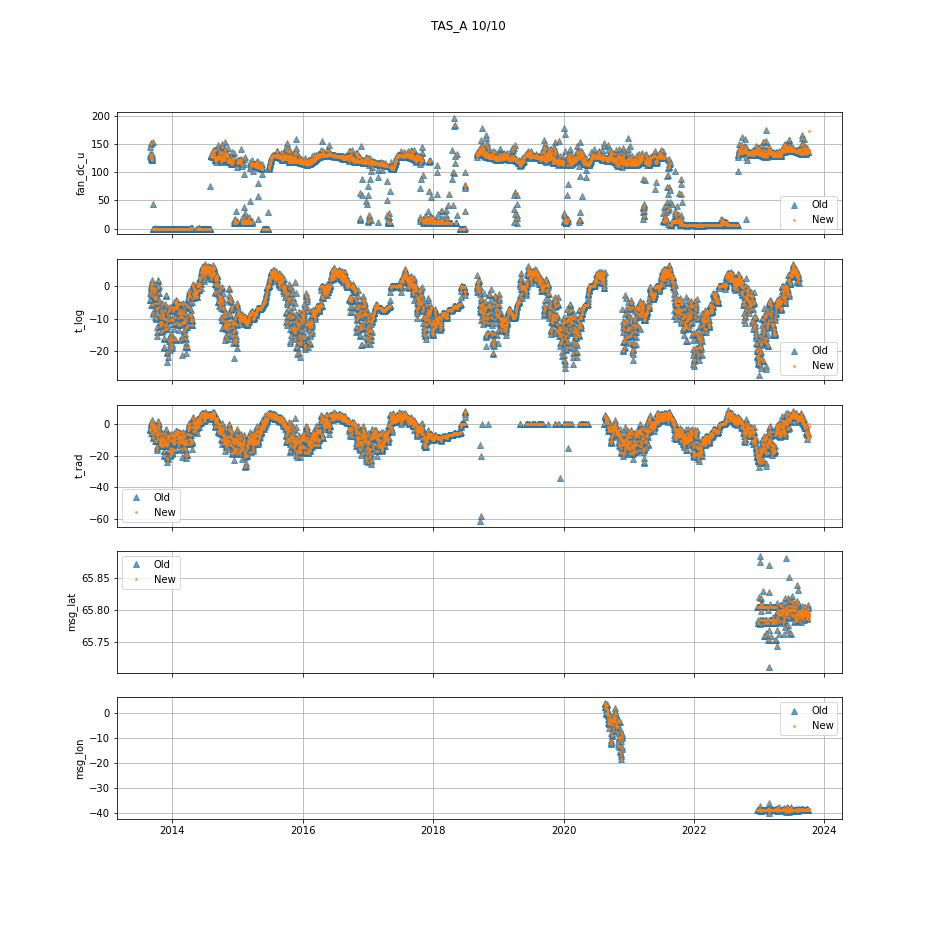 TAS_A 10/10
200
150
100
50
0
fan_dc_u
Old
New
0
−10
−20
t_log
Old
New
0
−20
−40
−60
t_rad
Old
New
65.85
65.80
65.75
msg_lat
Old
New
0
−10
−20
−30
−40
msg_lon
Old
New
2014 2016 2018 2020 2022 2024